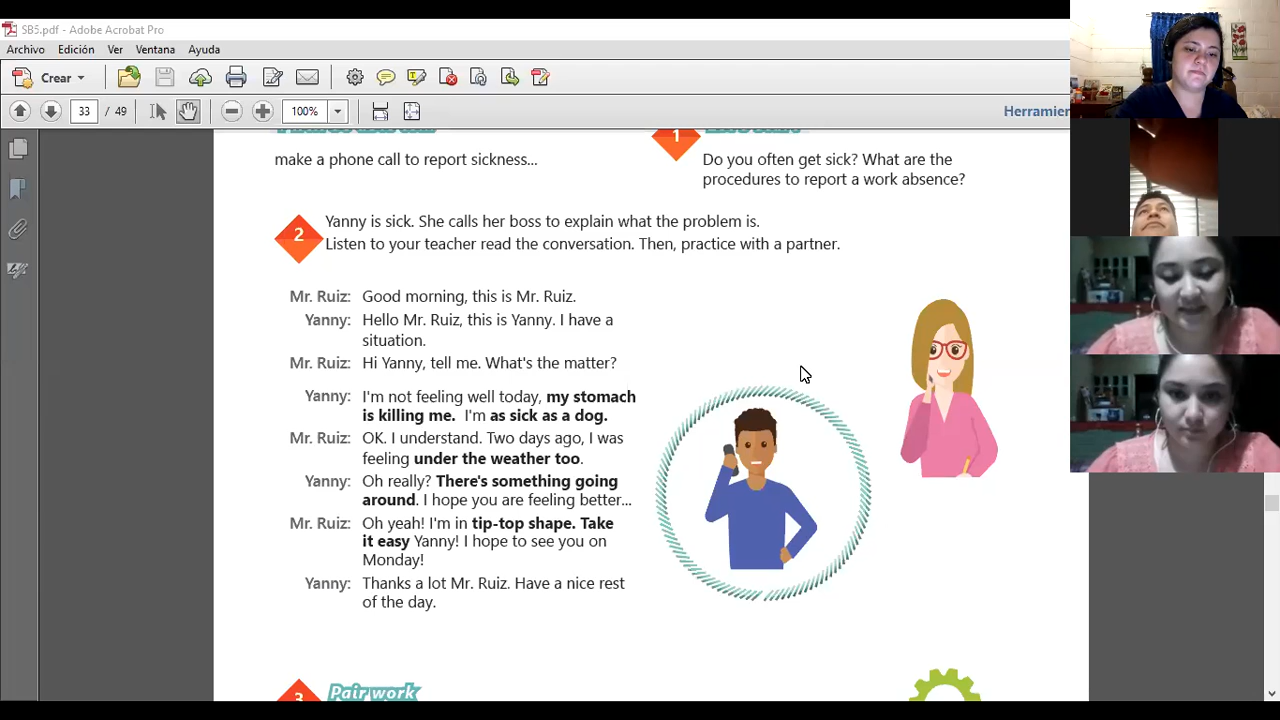 SB5.pdf - Adobe Acrobat Pro
Archivo Edición Ver Ventana Ayuda
Crear
33 / 49 100% Herramier
make a phone call to report sickness...
1
Do you often get sick? What are the
procedures to report a work absence?
2
Yanny is sick. She calls her boss to explain what the problem is.
Listen to your teacher read the conversation. Then, practice with a partner.
Mr. Ruiz: Good morning, this is Mr. Ruiz.
Yanny: Hello Mr. Ruiz, this is Yanny. I have a
situation.
Mr. Ruiz: Hi Yanny, tell me. What's the matter?
Yanny: I'm not feeling well today, my stomach
is killing me. I'm as sick as a dog.
Mr. Ruiz: OK. I understand. Two days ago, I was
feeling under the weather too.
Yanny: Oh really? There's something going
around. I hope you are feeling better...
Mr. Ruiz: Oh yeah! I'm in tip-top shape. Take
it easy Yanny! I hope to see you on
Monday!
Yanny: Thanks a lot Mr. Ruiz. Have a nice rest
of the day.
3
Pair work